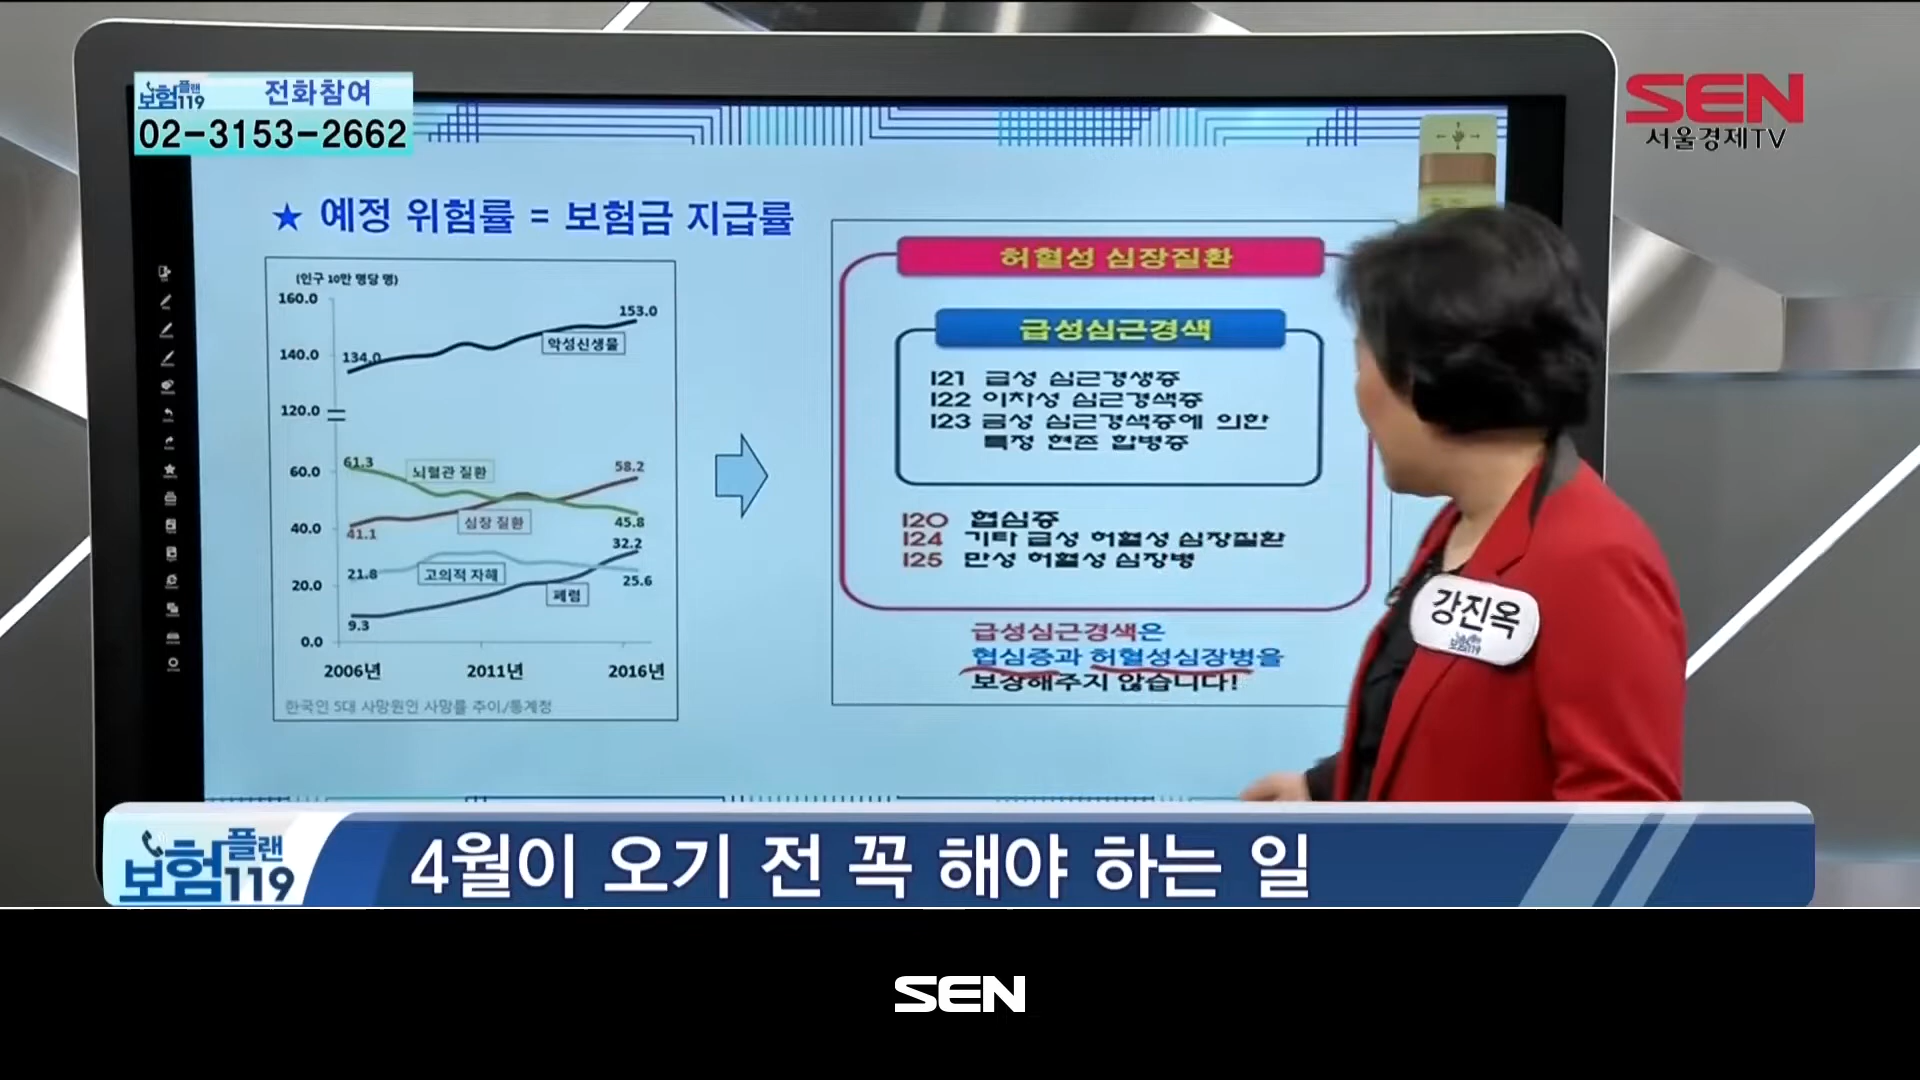 보험플랜119 전화참여
02-3153-2662
SEN
서울경제TV
★ 예정 위험률 = 보험금 지급률
(인구 10만 명당 명)
160.0
140.0
120.0
60.0
40.0
20.0
0.0
134.0
153.0
악성신생물
61.3
뇌혈관 질환
58.2
심장 질환
41.1
45.8
32.2
21.8
고의적 자해
25.6
폐렴
9.3
2006년 2011년 2016년
한국인 5대 사망원인 사망률 추이/통계청
허혈성 심장질환
급성심근경색
I21 급성 심근경생증
I22 이차성 심근경색증
I23 금성 심근경색증에 의한
특정 현존 합병증
I20 협심증
I24 기타 급성 허혈성 심장질환
I25 만성 허혈성 심장병
급성심근경색은
협심증과 허혈성심장병을
보장해주지 않습니다!
강진옥
보험119
보험플랜119
4월이 오기 전 꼭 해야 하는 일
SEN